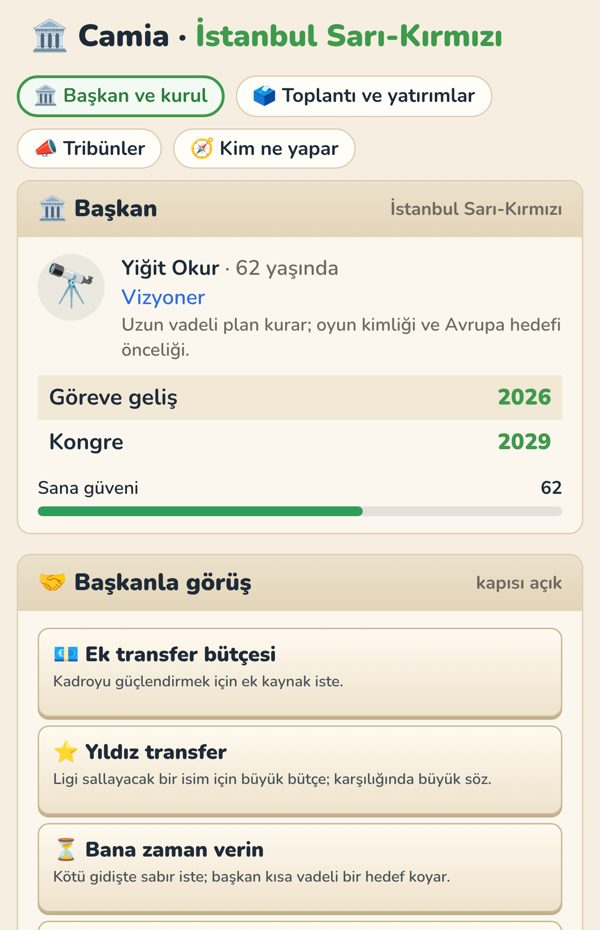 Camia · İstanbul Sarı-Kırmızı
Başkan ve kurul
Toplantı ve yatırımlar
Tribünler
Kim ne yapar
Başkan
İstanbul Sarı-Kırmızı
Yiğit Okur · 62 yaşında
Vizyoner
Uzun vadeli plan kurar; oyun kimliği ve Avrupa hedefi
önceliği.
Göreve geliş 2026
Kongre 2029
Sana güveni 62
Başkanla görüş
kapısı açık
Ek transfer bütçesi
Kadroyu güçlendirmek için ek kaynak iste.
Yıldız transfer
Ligi sallayacak bir isim için büyük bütçe; karşılığında büyük söz.
Bana zaman verin
Kötü gidişte sabır iste; başkan kısa vadeli bir hedef koyar.